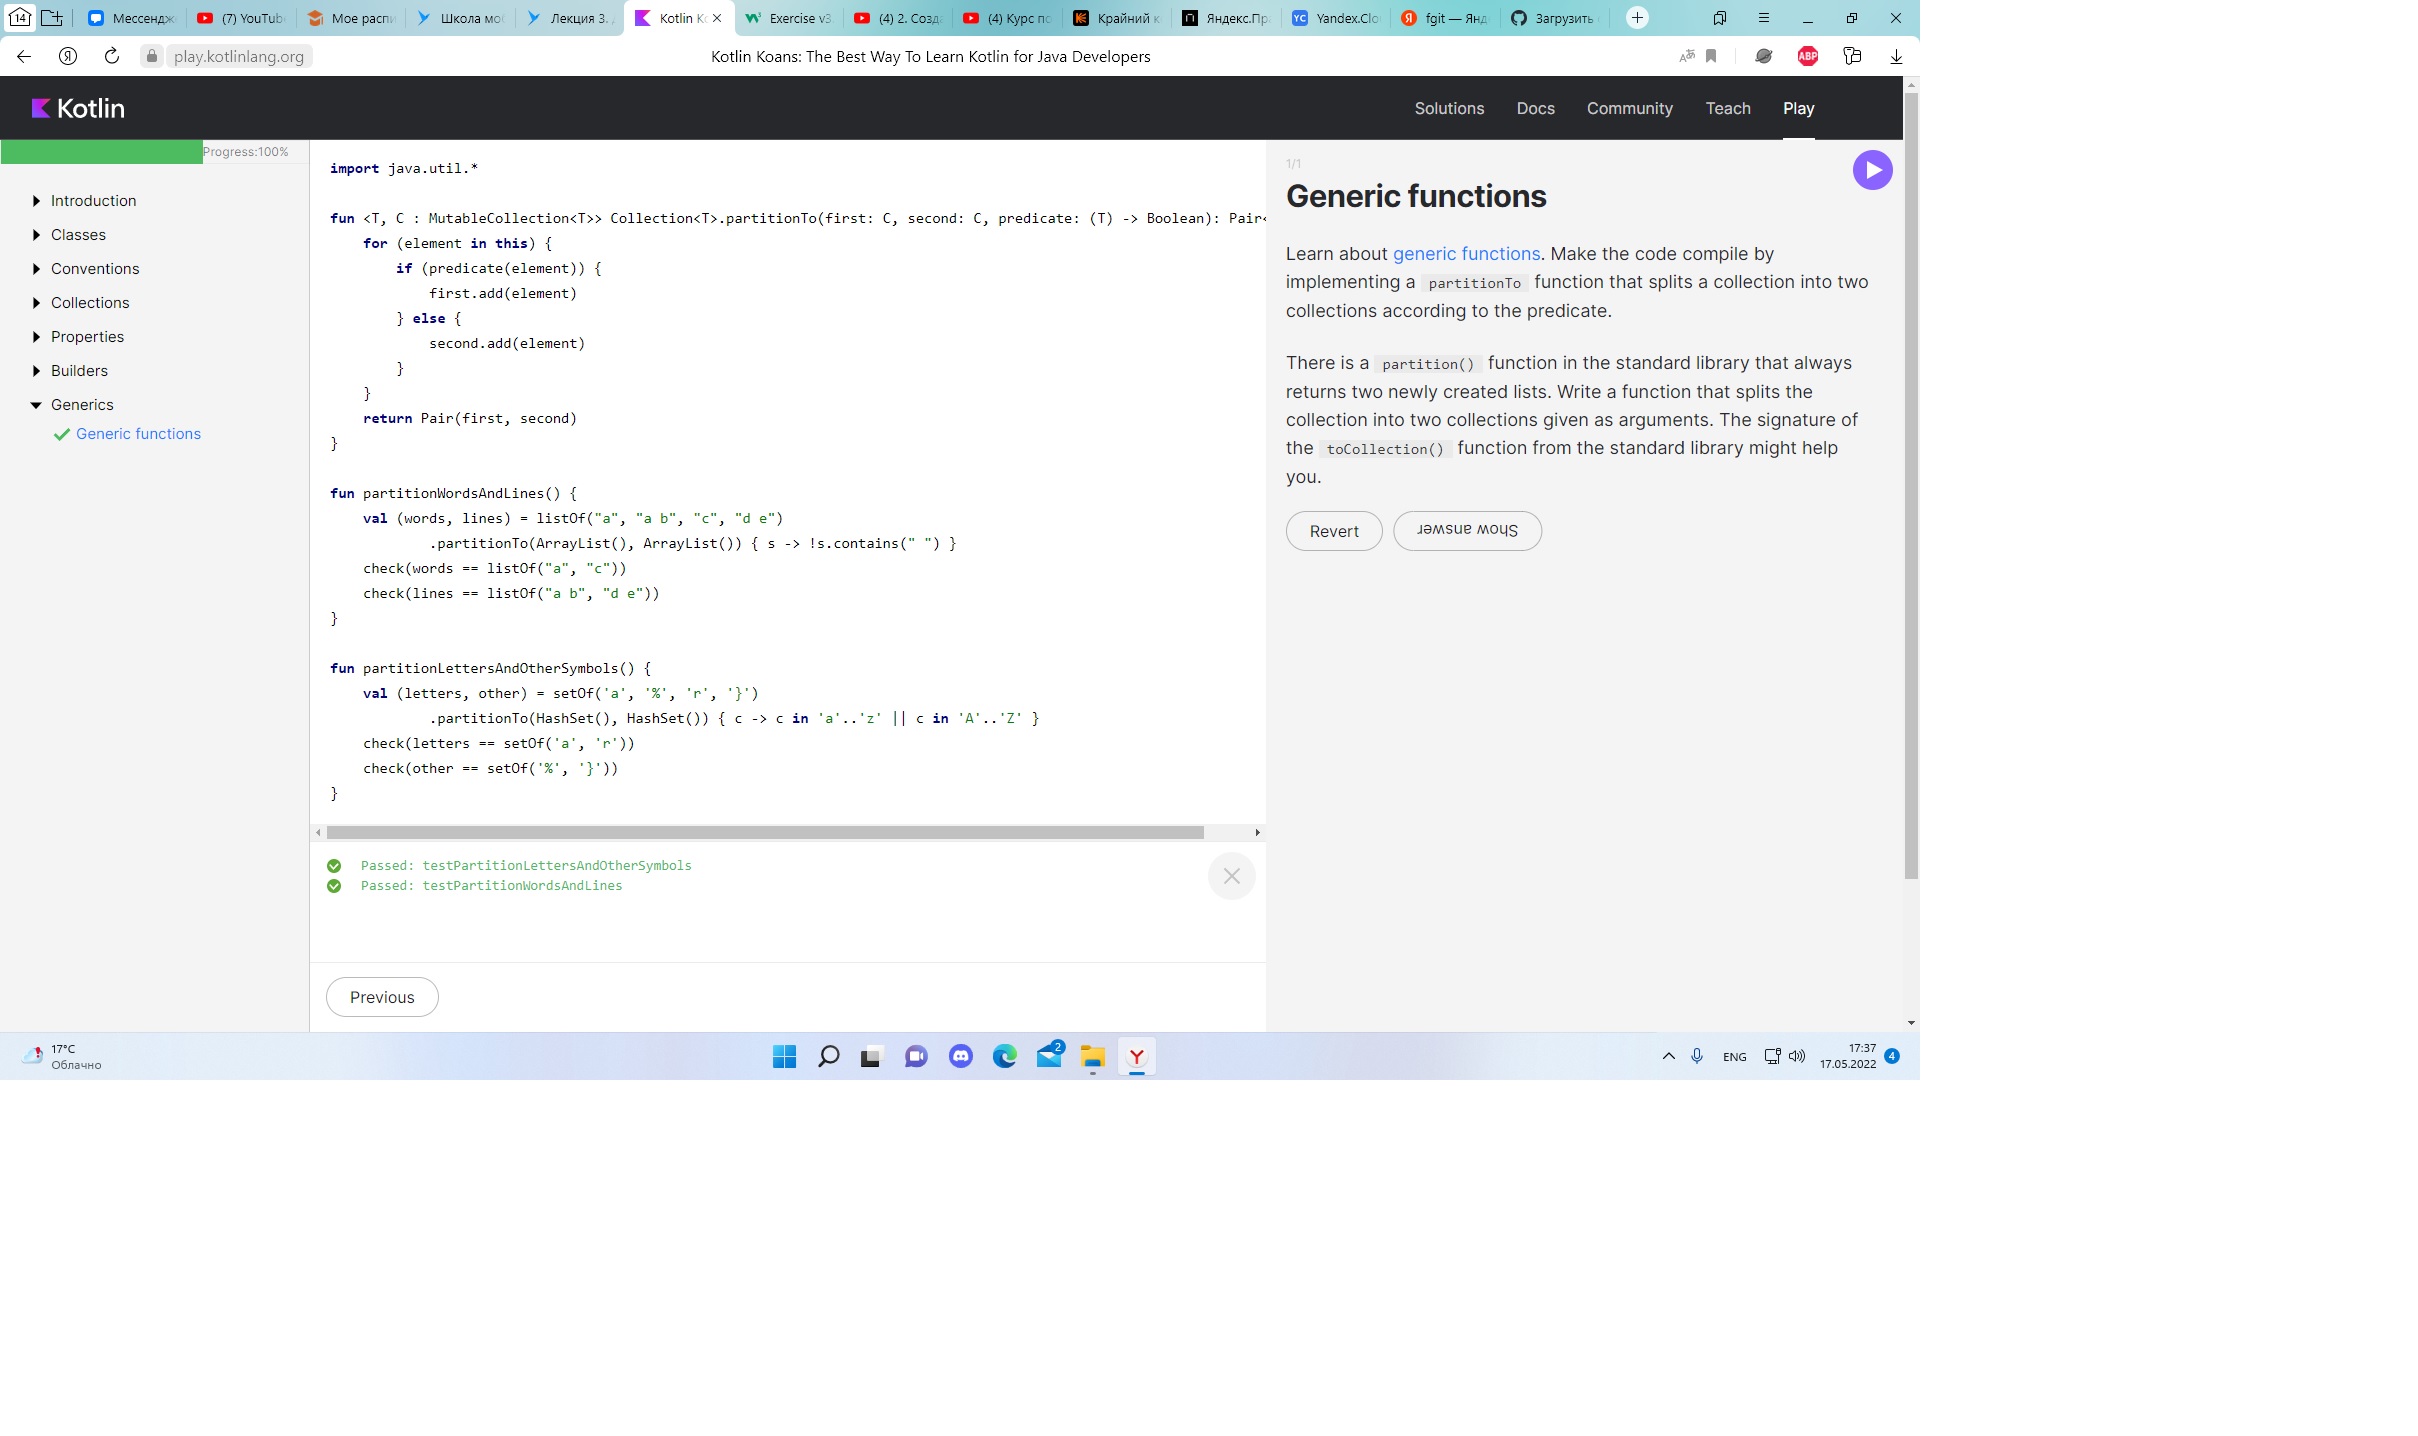 14
Мессендж
(7) YouTub
Мое распи
Школа мо
Лекция 3.
Kotlin Ko
Exercise v3.
(4) 2. Созда
(4) Курс по
Крайний к
Яндекс.Пр
Yandex.Clo
fgit — Янд
Загрузить
play.kotlinlang.org
Kotlin Koans: The Best Way To Learn Kotlin for Java Developers
ABP
Kotlin
Solutions
Docs
Community
Teach
Play
Progress:100%
Introduction
Classes
Conventions
Collections
Properties
Builders
Generics
Generic functions
import java.util.*
fun <T, C : MutableCollection<T>> Collection<T>.partitionTo(first: C, second: C, predicate: (T) -> Boolean): Pair<
for (element in this) {
if (predicate(element)) {
first.add(element)
} else {
second.add(element)
}
}
return Pair(first, second)
}
fun partitionWordsAndLines() {
val (words, lines) = listOf("a", "a b", "c", "d e")
.partitionTo(ArrayList(), ArrayList()) { s -> !s.contains(" ") }
check(words == listOf("a", "c"))
check(lines == listOf("a b", "d e"))
}
fun partitionLettersAndOtherSymbols() {
val (letters, other) = setOf('a', '%', 'r', '}')
.partitionTo(HashSet(), HashSet()) { c -> c in 'a'..'z' || c in 'A'..'Z' }
check(letters == setOf('a', 'r'))
check(other == setOf('%', '}'))
}
Passed: testPartitionLettersAndOtherSymbols
Passed: testPartitionWordsAndLines
Previous
1/1
Generic functions
Learn about generic functions. Make the code compile by
implementing a partitionTo function that splits a collection into two
collections according to the predicate.
There is a partition() function in the standard library that always
returns two newly created lists. Write a function that splits the
collection into two collections given as arguments. The signature of
the toCollection() function from the standard library might help
you.
Revert
Show answer
17°C
Облачно
2
ENG
17:37
17.05.2022
4